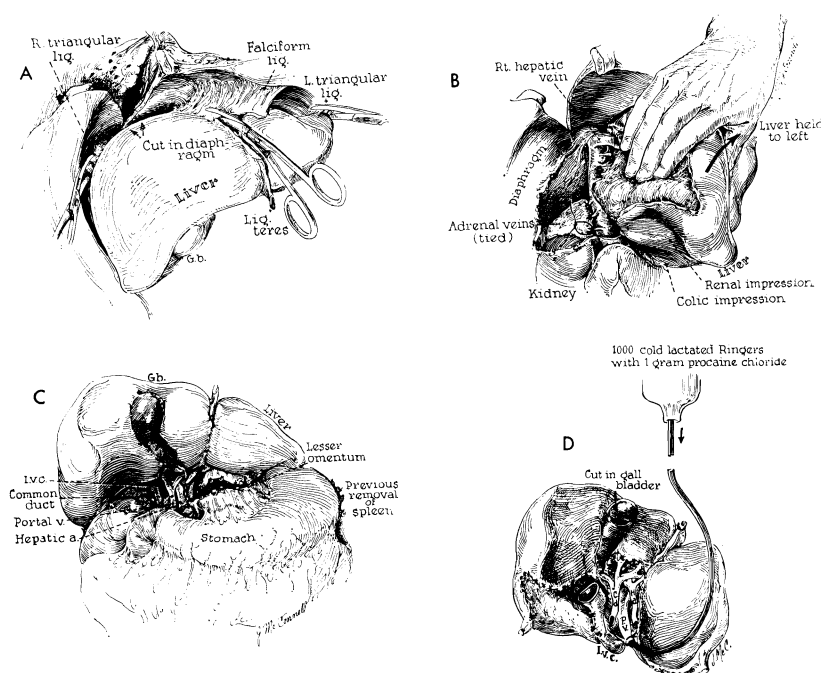 A
R. triangular
lig.
Falciform
lig.
L. triangular
lig.
Cut in diaph-
ragm
Liver
Lig.
teres
G.b.
B
Rt. hepatic
vein
Liver held
to left
Diaphragm
Adrenal veins
(tied)
Kidney
Liver
Renal impression
Colic impression
C
Gb.
Liver
Lesser
omentum
I.v.c.
Common
duct
Portal v.
Hepatic a.
Previous
removal
of
spleen
Stomach
1000 cold lactated Ringers
with 1 gram procaine chloride
D
Cut in gall
bladder
P.v.
I.v.c.